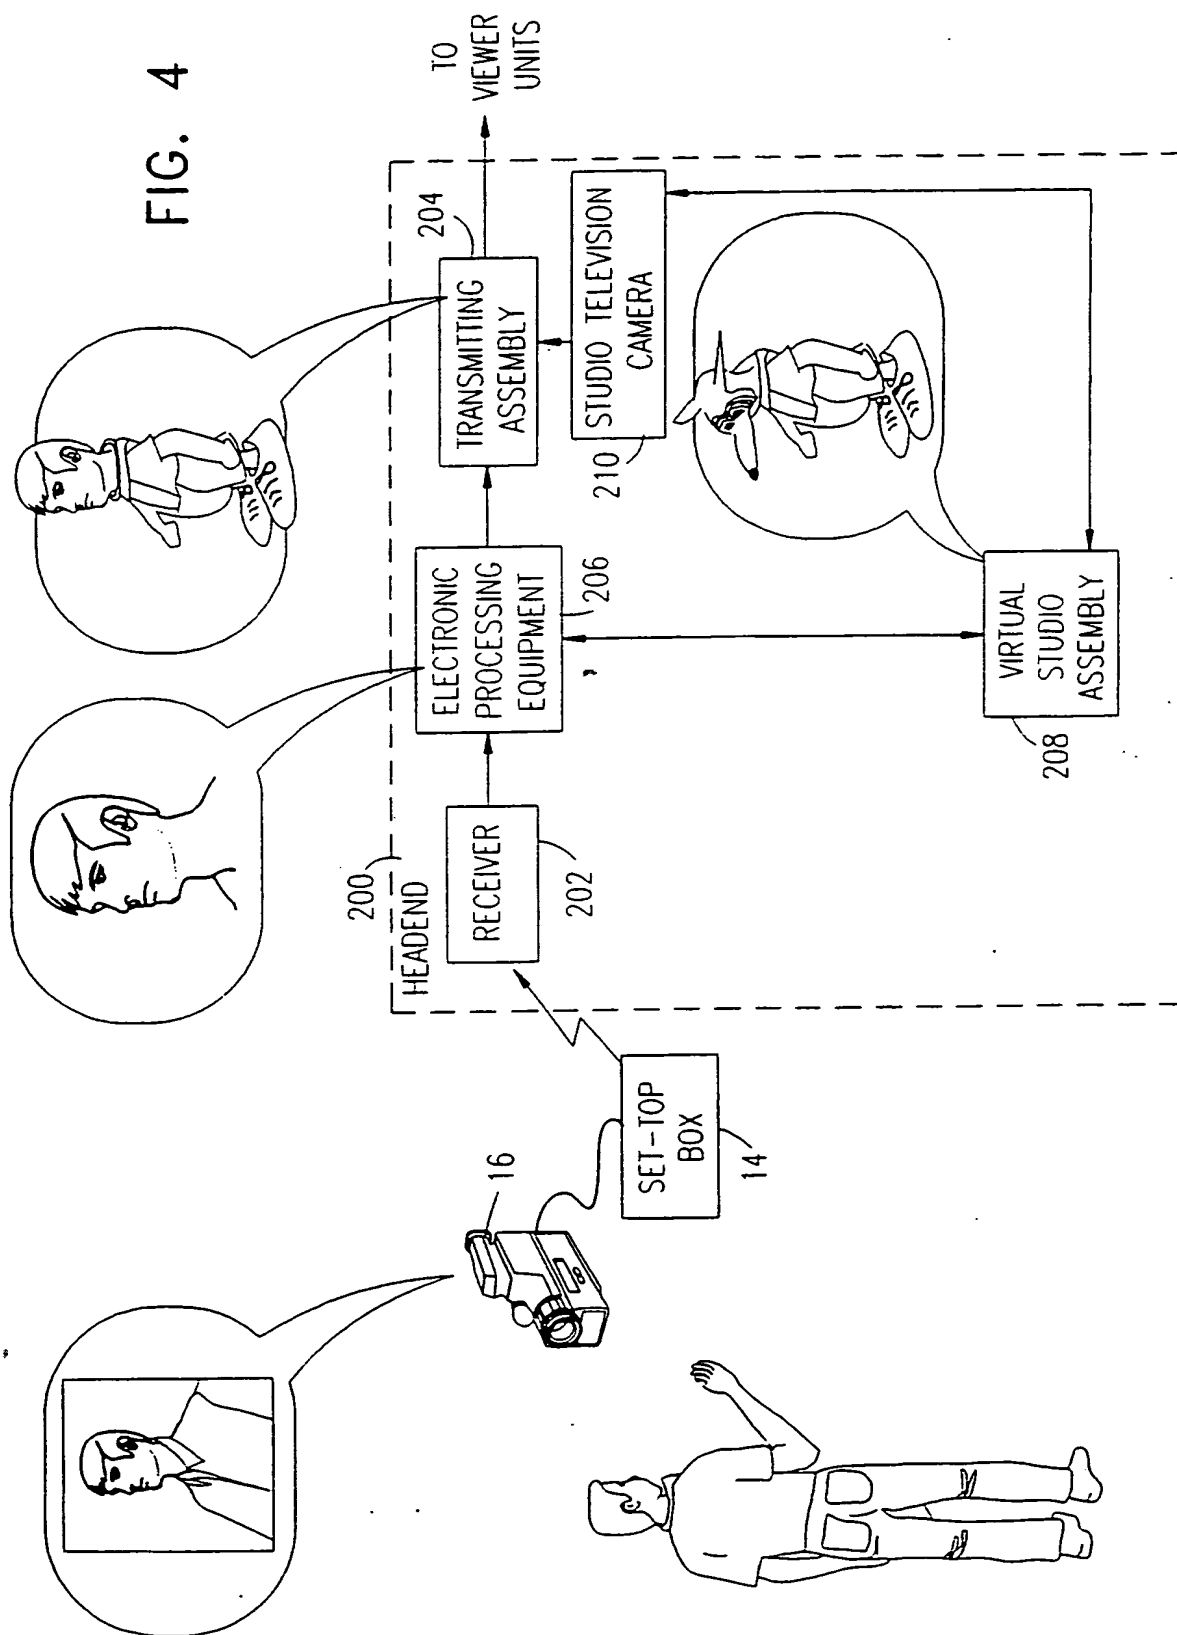 FIG. 4
16
SET-TOP
BOX
14
200
HEADEND
RECEIVER
202
ELECTRONIC
PROCESSING
EQUIPMENT
206
TRANSMITTING
ASSEMBLY
204
TO
VIEWER
UNITS
STUDIO TELEVISION
CAMERA
210
VIRTUAL
STUDIO
ASSEMBLY
208